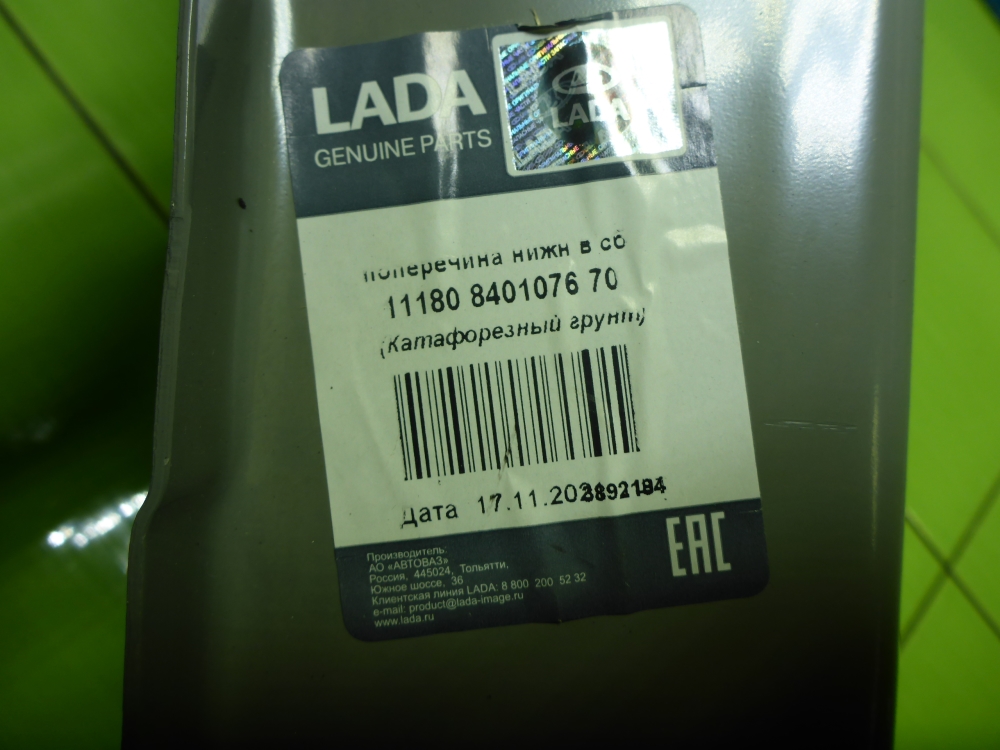 LADA
GENUINE PARTS
LADA
поперечина нижн в сб
11180 8401076 70
(Катафорезный грунт)
Дата 17.11.20
EAC
Производитель:
АО «АВТОВАЗ»
Россия, 445024, Тольятти,
Южное шоссе, 36
Клиентская линия LADA: 8 800 200 52 32
e-mail: product@lada-image.ru
www.lada.ru